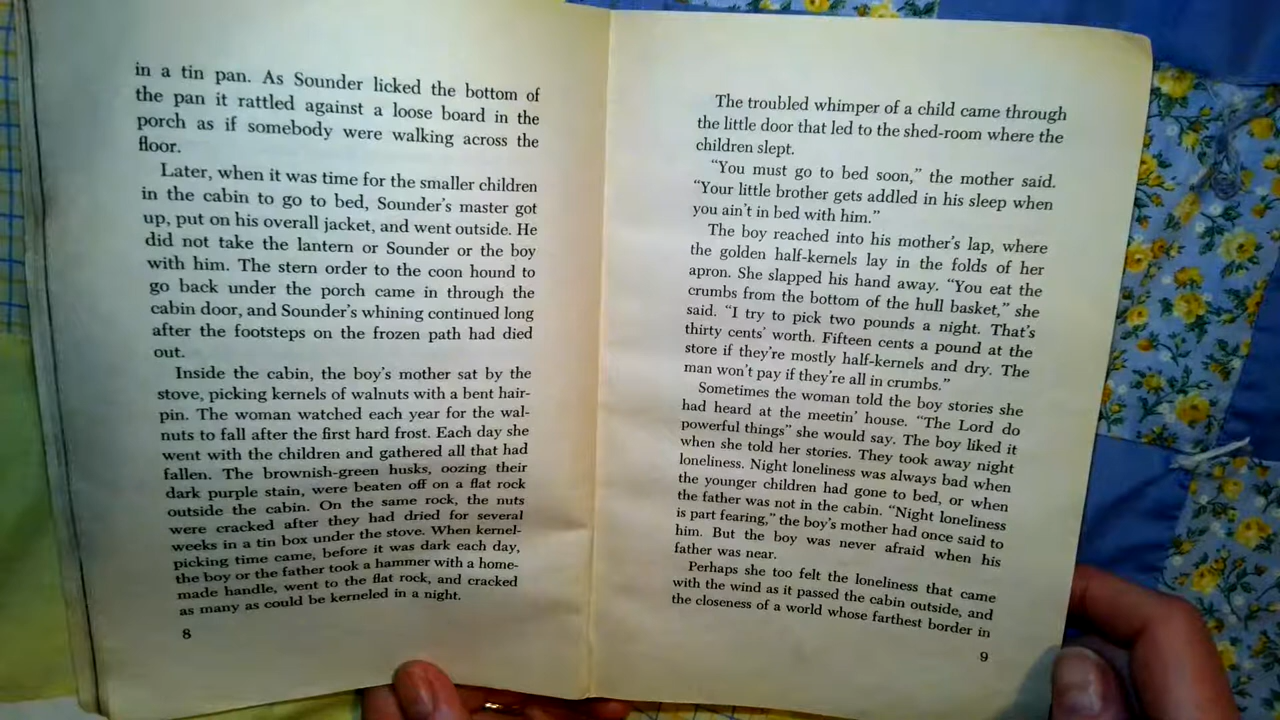 in a tin pan. As Sounder licked the bottom of
the pan it rattled against a loose board in the
porch as if somebody were walking across the
floor.
Later, when it was time for the smaller children
in the cabin to go to bed, Sounder's master got
up, put on his overall jacket, and went outside. He
did not take the lantern or Sounder or the boy
with him. The stern order to the coon hound to
go back under the porch came in through the
cabin door, and Sounder's whining continued long
after the footsteps on the frozen path had died
out.
Inside the cabin, the boy's mother sat by the
stove, picking kernels of walnuts with a bent hair-
pin. The woman watched each year for the wal-
nuts to fall after the first hard frost. Each day she
went with the children and gathered all that had
fallen. The brownish-green husks, oozing their
dark purple stain, were beaten off on a flat rock
outside the cabin. On the same rock, the nuts
were cracked after they had dried for several
weeks in a tin box under the stove. When kernel-
picking time came, before it was dark each day,
the boy or the father took a hammer with a home-
made handle, went to the flat rock, and cracked
as many as could be kerneled in a night.
8
The troubled whimper of a child came through
the little door that led to the shed-room where the
children slept.
"You must go to bed soon," the mother said.
"Your little brother gets addled in his sleep when
you ain't in bed with him."
The boy reached into his mother's lap, where
the golden half-kernels lay in the folds of her
apron. She slapped his hand away. "You eat the
crumbs from the bottom of the hull basket," she
said. "I try to pick two pounds a night. That's
thirty cents' worth. Fifteen cents a pound at the
store if they're mostly half-kernels and dry. The
man won't pay if they're all in crumbs."
Sometimes the woman told the boy stories she
had heard at the meetin' house. "The Lord do
powerful things" she would say. The boy liked it
when she told her stories. They took away night
loneliness. Night loneliness was always bad when
the younger children had gone to bed, or when
the father was not in the cabin. "Night loneliness
is part fearing," the boy's mother had once said to
him. But the boy was never afraid when his
father was near.
Perhaps she too felt the loneliness that came
with the wind as it passed the cabin outside, and
the closeness of a world whose farthest border in
9